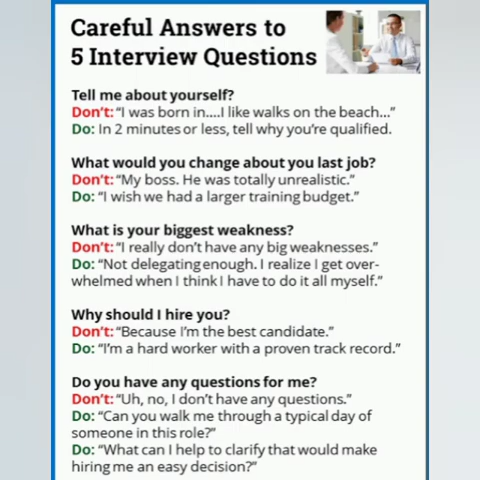 Careful Answers to
5 Interview Questions
Tell me about yourself?
Don't: "I was born in....I like walks on the beach..."
Do: In 2 minutes or less, tell why you're qualified.
What would you change about you last job?
Don't: "My boss. He was totally unrealistic."
Do: "I wish we had a larger training budget."
What is your biggest weakness?
Don't: "I really don't have any big weaknesses."
Do: "Not delegating enough. I realize I get over-
whelmed when I think I have to do it all myself."
Why should I hire you?
Don't: "Because I'm the best candidate."
Do: "I'm a hard worker with a proven track record."
Do you have any questions for me?
Don't: "Uh, no, I don't have any questions."
Do: "Can you walk me through a typical day of
someone in this role?"
Do: "What can I help to clarify that would make
hiring me an easy decision?"